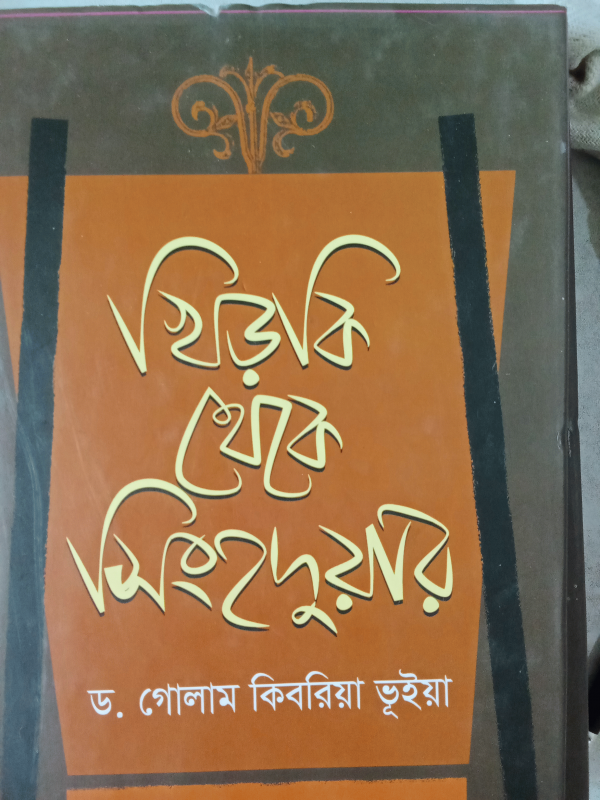 খিড়কি
থেকে
সিংহদুয়ার
ড. গোলাম কিবরিয়া ভূইয়া